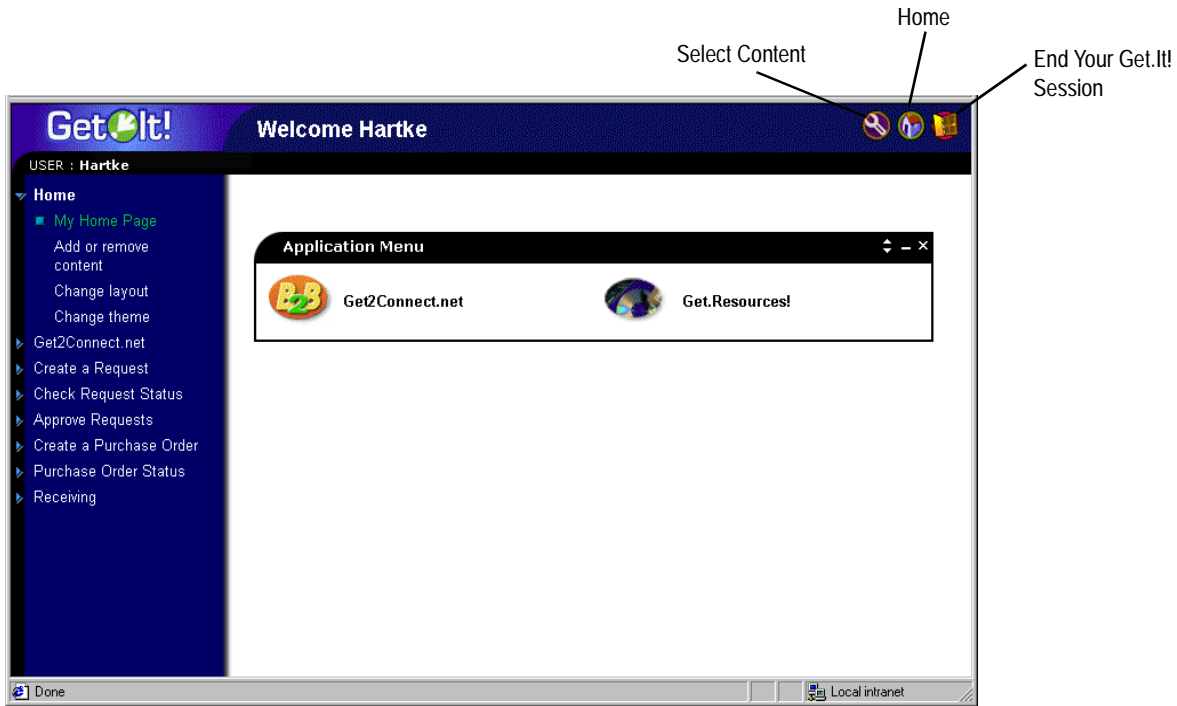 Home
Select Content
End Your Get.It!
Session
Get It!
Welcome Hartke
USER : Hartke
Home
My Home Page
Add or remove
content
Change layout
Change theme
Get2Connect.net
Create a Request
Check Request Status
Approve Requests
Create a Purchase Order
Purchase Order Status
Receiving
Application Menu
B2B
Get2Connect.net
Get.Resources!
Done
Local intranet